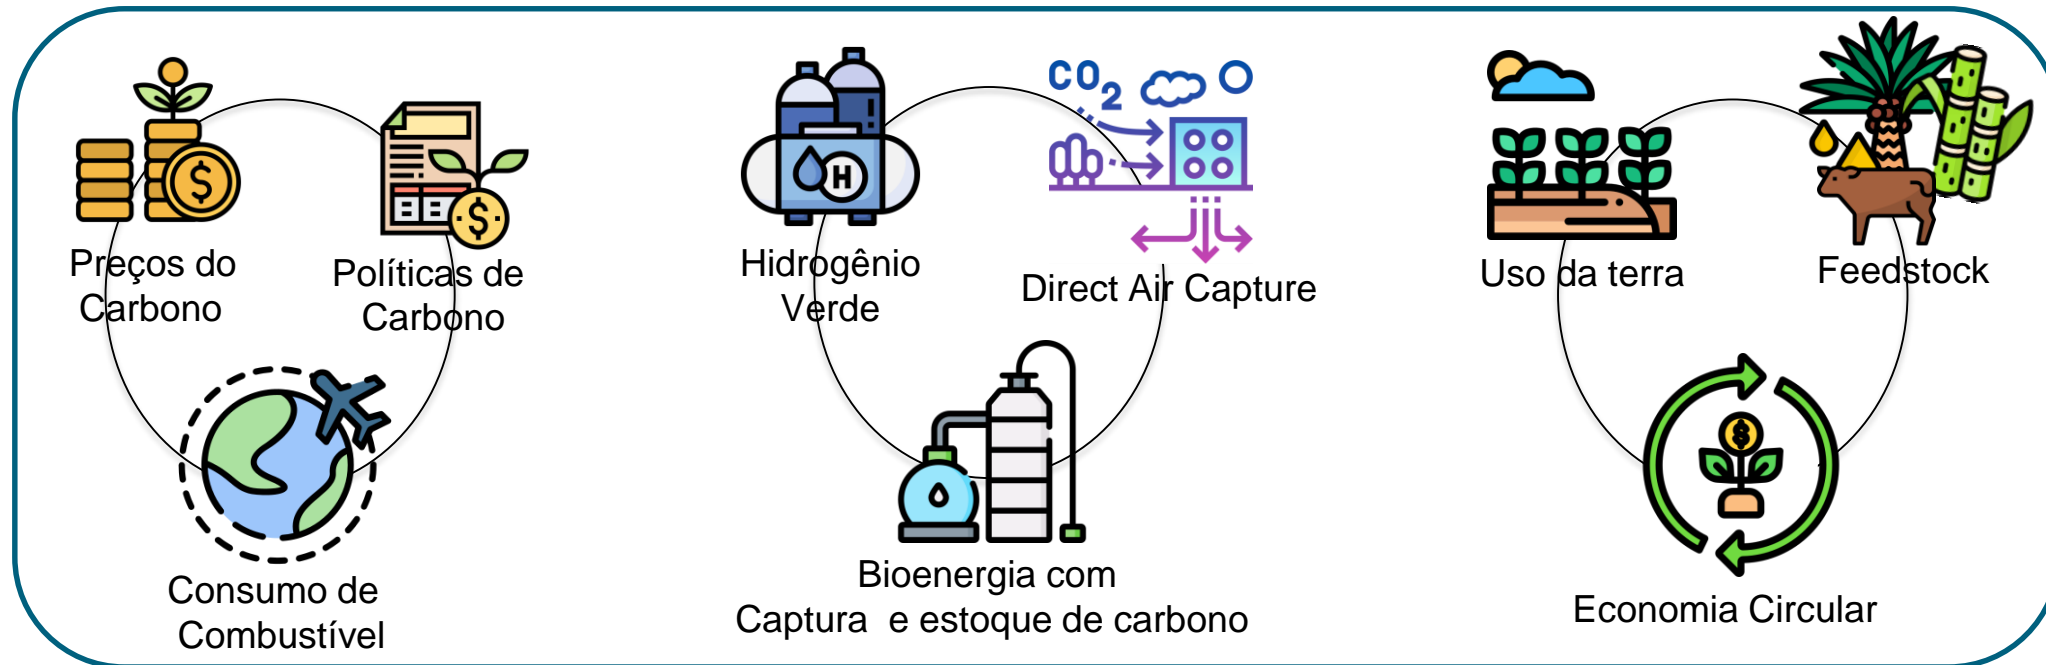 Preços do
Carbono
Políticas de
Carbono
Consumo de
Combustível
H
CO2
Hidrogênio
Verde
Direct Air Capture
Bioenergia com
Captura e estoque de carbono
Uso da terra
Feedstock
Economia Circular
$
$
$